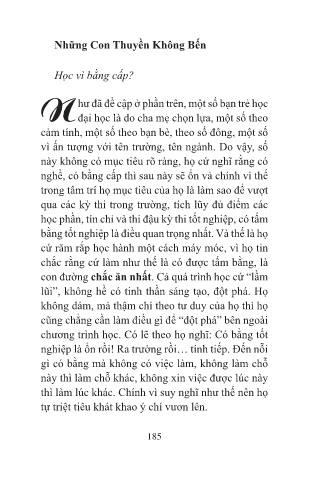 Những Con Thuyền Không Bến
Học vì bằng cấp?
Như đã đề cập ở phần trên, một số bạn trẻ học
đại học là do cha mẹ chọn lựa, một số theo
cảm tính, một số theo bạn bè, theo số đông, một số
vì ấn tượng với tên trường, tên ngành. Do vậy, số
này không có mục tiêu rõ ràng, họ cứ nghĩ rằng có
nghề, có bằng cấp thì sau này sẽ ổn và chính vì thế
trong tâm trí họ mục tiêu của họ là làm sao để vượt
qua các kỳ thi trong trường, tích lũy đủ điểm các
học phần, tín chỉ và thi đậu kỳ thi tốt nghiệp, có tấm
bằng tốt nghiệp là điều quan trọng nhất. Và thế là họ
cứ răm rắp học hành một cách máy móc, vì họ tin
chắc rằng cứ làm như thế là có được tấm bằng, là
con đường chắc ăn nhất. Cả quá trình học cứ “lầm
lũi”, không hề có tinh thần sáng tạo, đột phá. Họ
không dám, mà thậm chí theo tư duy của họ thì họ
cũng chẳng cần làm điều gì để “đột phá” bên ngoài
chương trình học. Có lẽ theo họ nghĩ: Có bằng tốt
nghiệp là ổn rồi! Ra trường rồi… tính tiếp. Đến nỗi
gì có bằng mà không có việc làm, không làm chỗ
này thì làm chỗ khác, không xin việc được lúc này
thì làm lúc khác. Chính vì suy nghĩ như thế nên họ
tự triệt tiêu khát khao ý chí vươn lên.
185